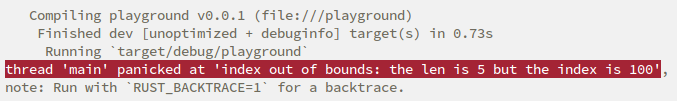 Compiling playground v0.0.1 (file:///playground)
Finished dev [unoptimized + debuginfo] target(s) in 0.73s
Running `target/debug/playground`
thread 'main' panicked at 'index out of bounds: the len is 5 but the index is 100',
note: Run with `RUST_BACKTRACE=1` for a backtrace.